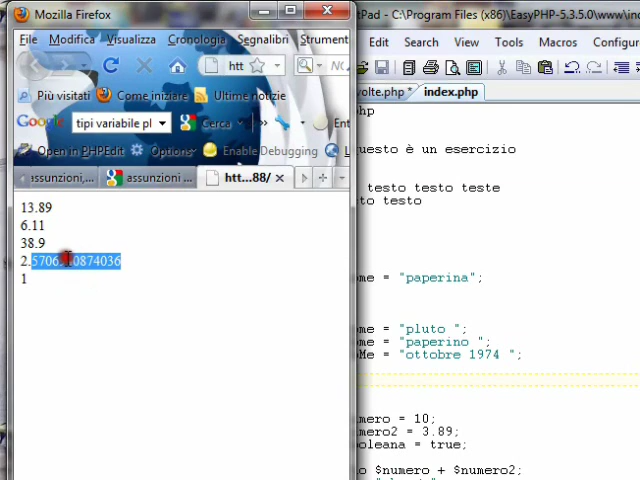 Mozilla Firefox
File Modifica Visualizza Cronologia Segnalibri Strument
htt
Più visitati Come iniziare Ultime notizie
Google tipi variabile pl Cerca
Open in PHPEdit Options Enable Debugging
assunzioni,... assunzioni ... htt...88/
13.89
6.11
38.9
1
Pad - C:\Program Files (x86)\EasyPHP-5.3.5.0\www\inde
Edit Search View Tools Macros Configur
volte.php * index.php
hp
uesto è un esercizio
testo testo teste
to testo
me = "paperina";
me = "pluto ";
me = "paperino ";
Me = "ottobre 1974 ";
mero = 10;
mero2 = 3.89;
oleana = true;
o $numero + $numero2;